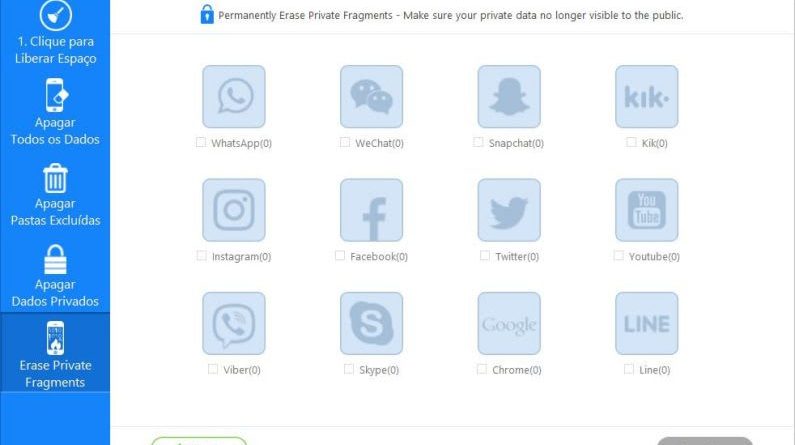 Permanently Erase Private Fragments - Make sure your private data no longer visible to the public.
1. Clique para
Liberar Espaço
Apagar
Todos os Dados
Apagar
Pastas Excluídas
Apagar
Dados Privados
Erase Private
Fragments
kik
WhatsApp(0)
WeChat(0)
Snapchat(0)
Kik(0)
You
Tube
Instagram(0)
Facebook(0)
Twitter(0)
Youtube(0)
Google
LINE
Viber(0)
Skype(0)
Chrome(0)
Line(0)